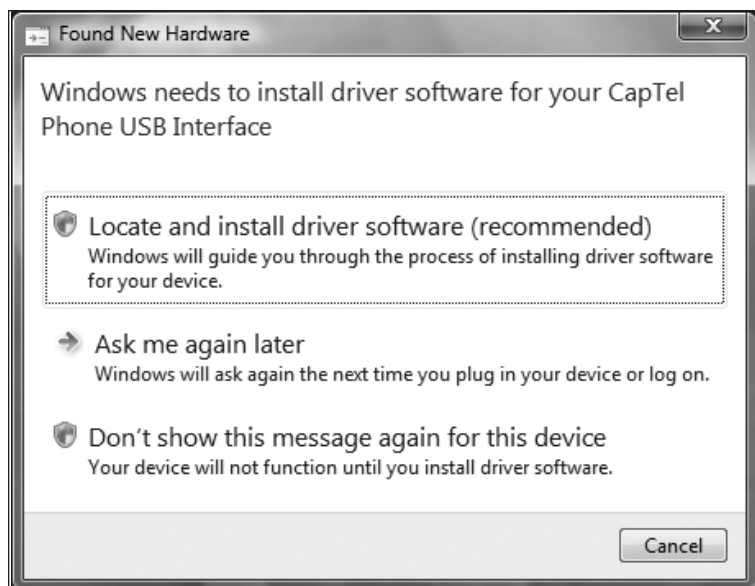 Found New Hardware
Windows needs to install driver software for your CapTel
Phone USB Interface
Locate and install driver software (recommended)
Windows will guide you through the process of installing driver software
for your device.
Ask me again later
Windows will ask again the next time you plug in your device or log on.
Don't show this message again for this device
Your device will not function until you install driver software.
Cancel